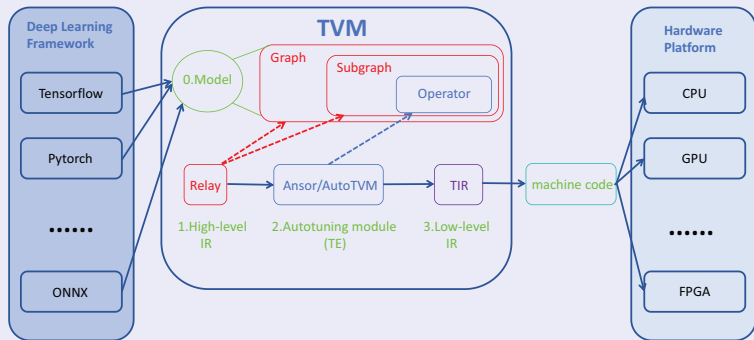 Deep Learning
Framework
Tensorflow
Pytorch
......
ONNX
TVM
0.Model
Graph
Subgraph
Operator
Relay
Ansor/AutoTVM
TIR
machine code
1.High-level
IR
2.Autotuning module
(TE)
3.Low-level
IR
Hardware
Platform
CPU
GPU
......
FPGA